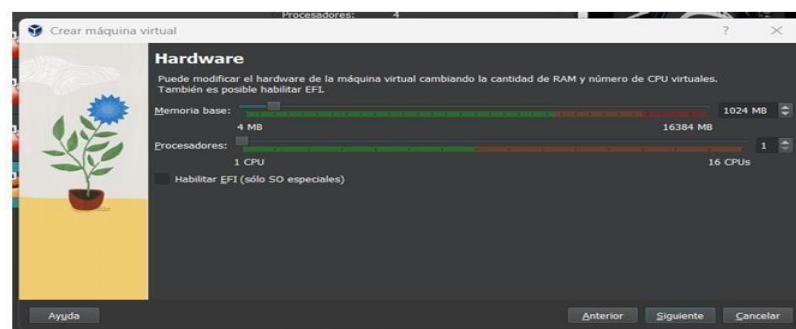 Procesadores: 4
Crear máquina virtual
Hardware
Puede modificar el hardware de la máquina virtual cambiando la cantidad de RAM y número de CPU virtuales.
También es posible habilitar EFI.
Memoria base: 1024 MB
4 MB 16384 MB
Procesadores: 1
1 CPU 16 CPUs
Habilitar EFI (sólo SO especiales)
Ayuda Anterior Siguiente Cancelar